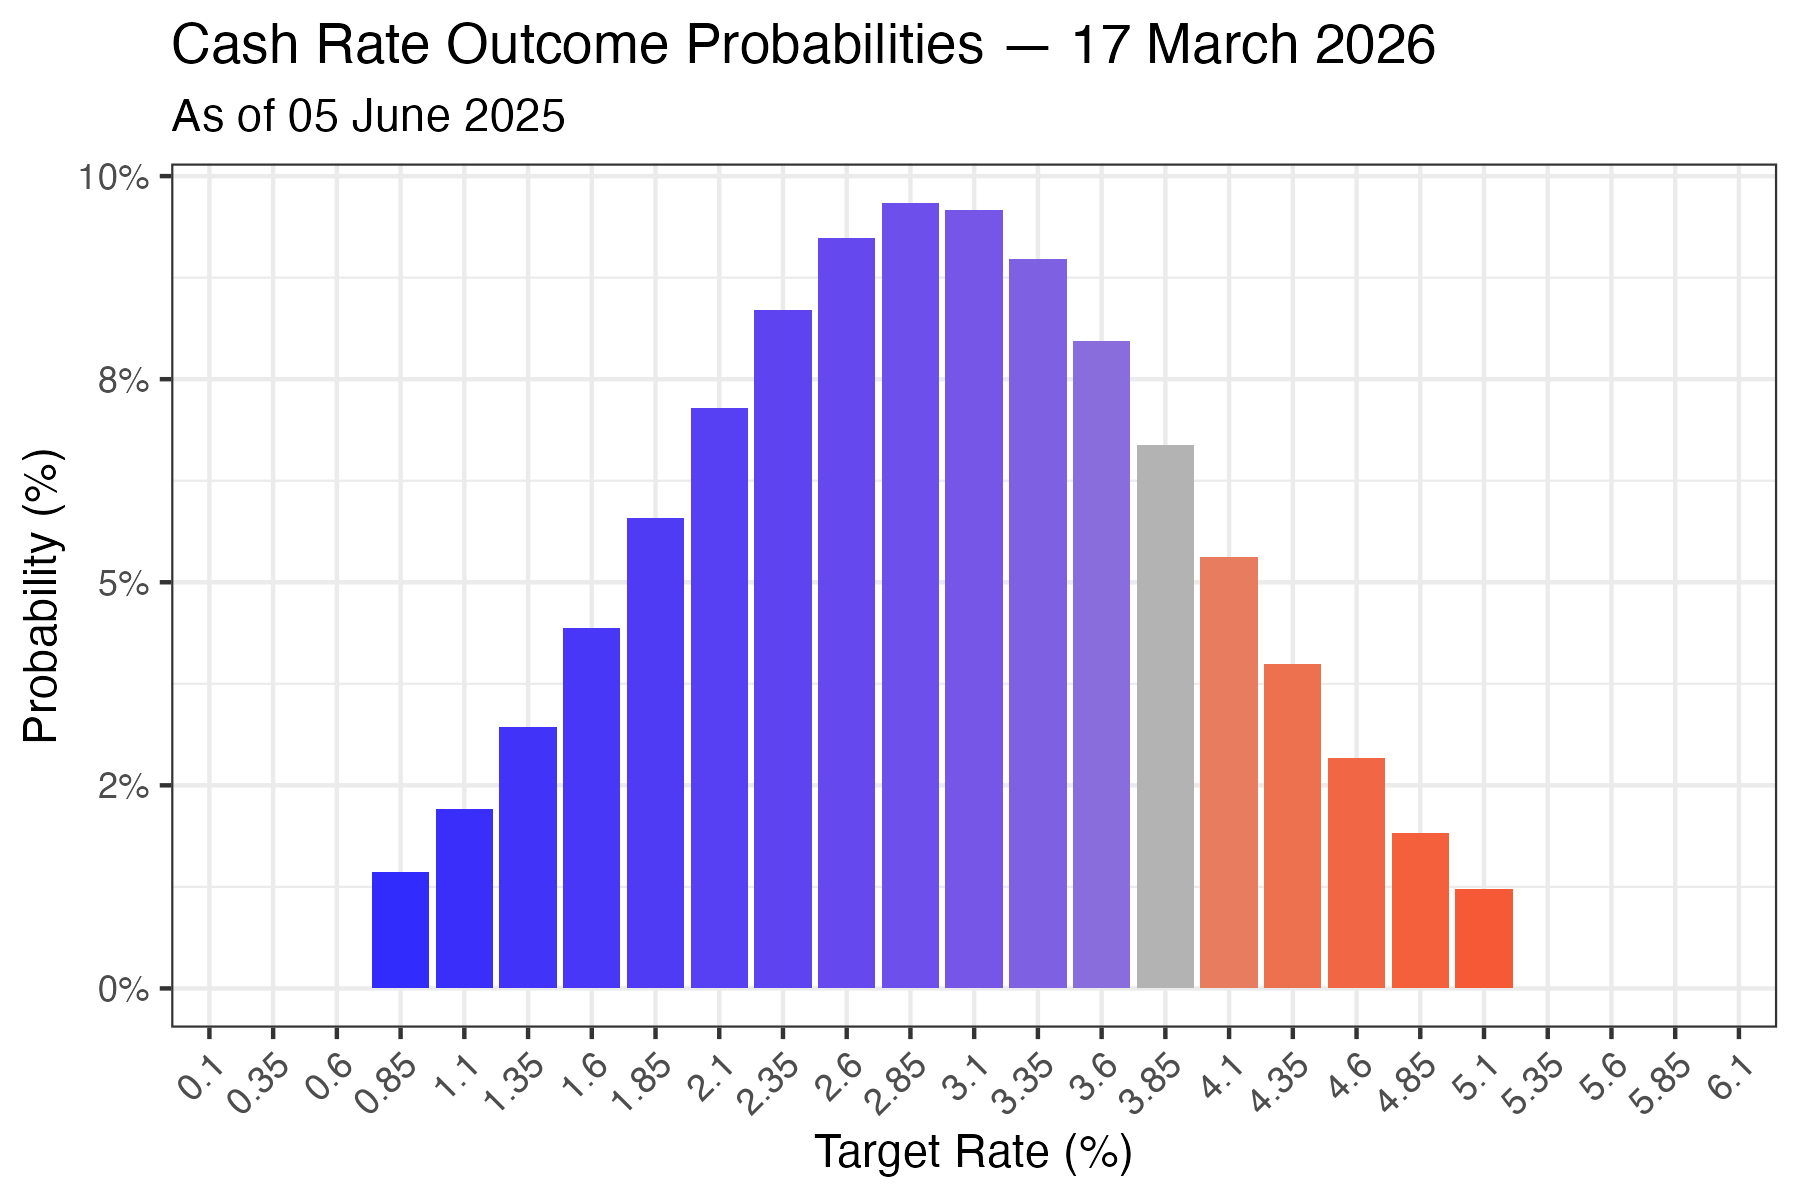 Cash Rate Outcome Probabilities — 17 March 2026
As of 05 June 2025
Probability (%)
10%
8%
5%
2%
0%
0.1 0.35 0.6 0.85 1.1 1.35 1.6 1.85 2.1 2.35 2.6 2.85 3.1 3.35 3.6 3.85 4.1 4.35 4.6 4.85 5.1 5.35 5.6 5.85 6.1
Target Rate (%)